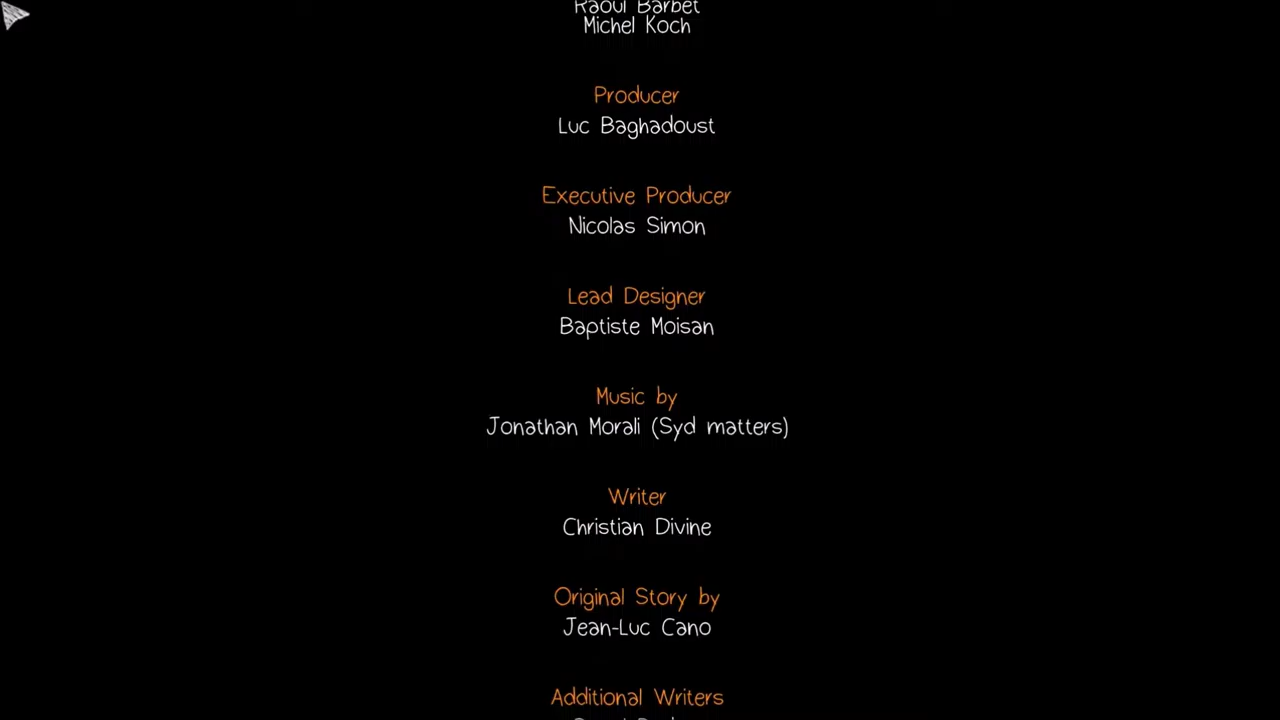 Raoul Barbet
Michel Koch
Producer
Luc Baghadoust
Executive Producer
Nicolas Simon
Lead Designer
Baptiste Moisan
Music by
Jonathan Morali (Syd matters)
Writer
Christian Divine
Original Story by
Jean-Luc Cano
Additional Writers